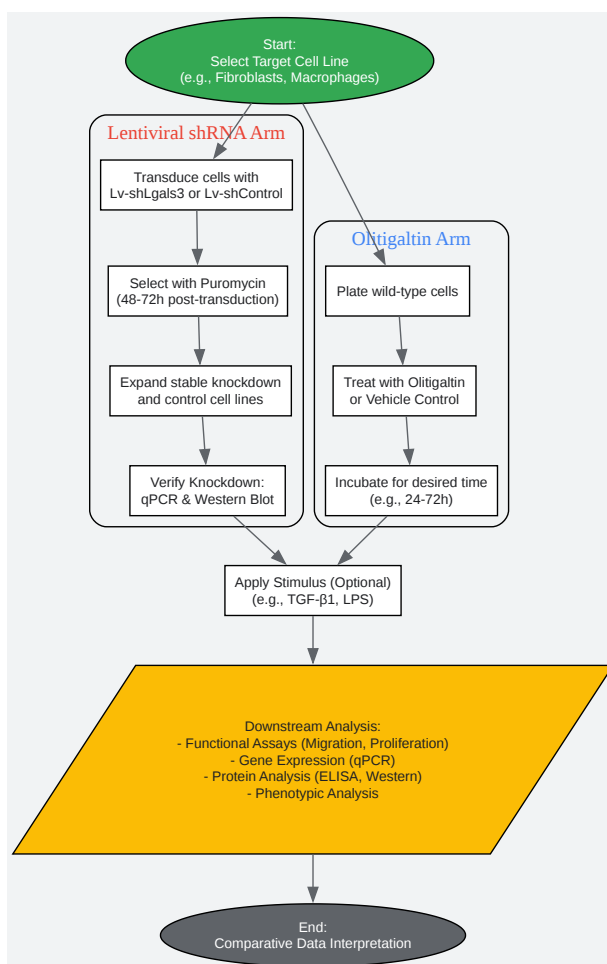 Start:
Select Target Cell Line
(e.g., Fibroblasts, Macrophages)
Lentiviral shRNA Arm
Transduce cells with
Lv-shLgals3 or Lv-shControl
Select with Puromycin
(48-72h post-transduction)
Expand stable knockdown
and control cell lines
Verify Knockdown:
qPCR & Western Blot
Olitigaltin Arm
Plate wild-type cells
Treat with Olitigaltin
or Vehicle Control
Incubate for desired time
(e.g., 24-72h)
Apply Stimulus (Optional)
(e.g., TGF-β1, LPS)
Downstream Analysis:
- Functional Assays (Migration, Proliferation)
- Gene Expression (qPCR)
- Protein Analysis (ELISA, Western)
- Phenotypic Analysis
End:
Comparative Data Interpretation